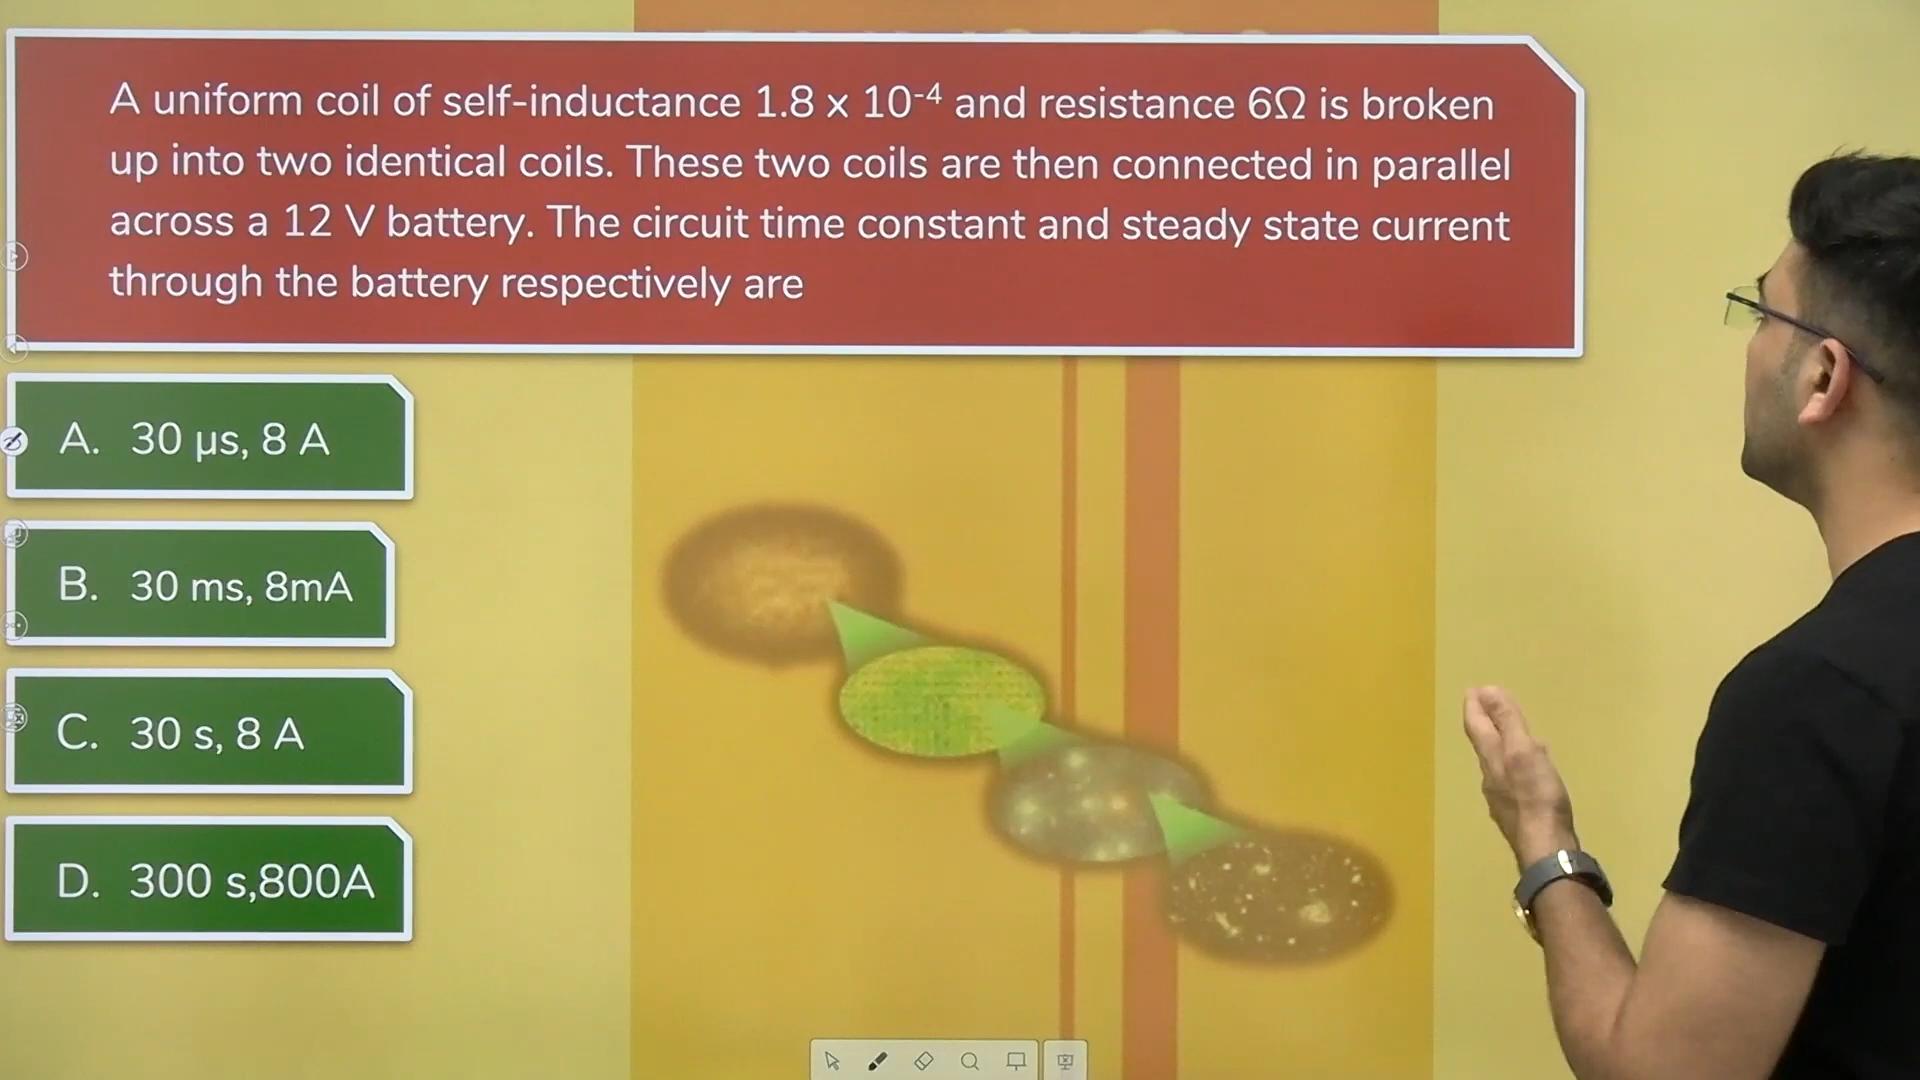 A uniform coil of self-inductance 1.8 x 10⁻⁴ and resistance 6Ω is broken
up into two identical coils. These two coils are then connected in parallel
across a 12 V battery. The circuit time constant and steady state current
through the battery respectively are
A. 30 µs, 8 A
B. 30 ms, 8mA
C. 30 s, 8 A
D. 300 s,800A